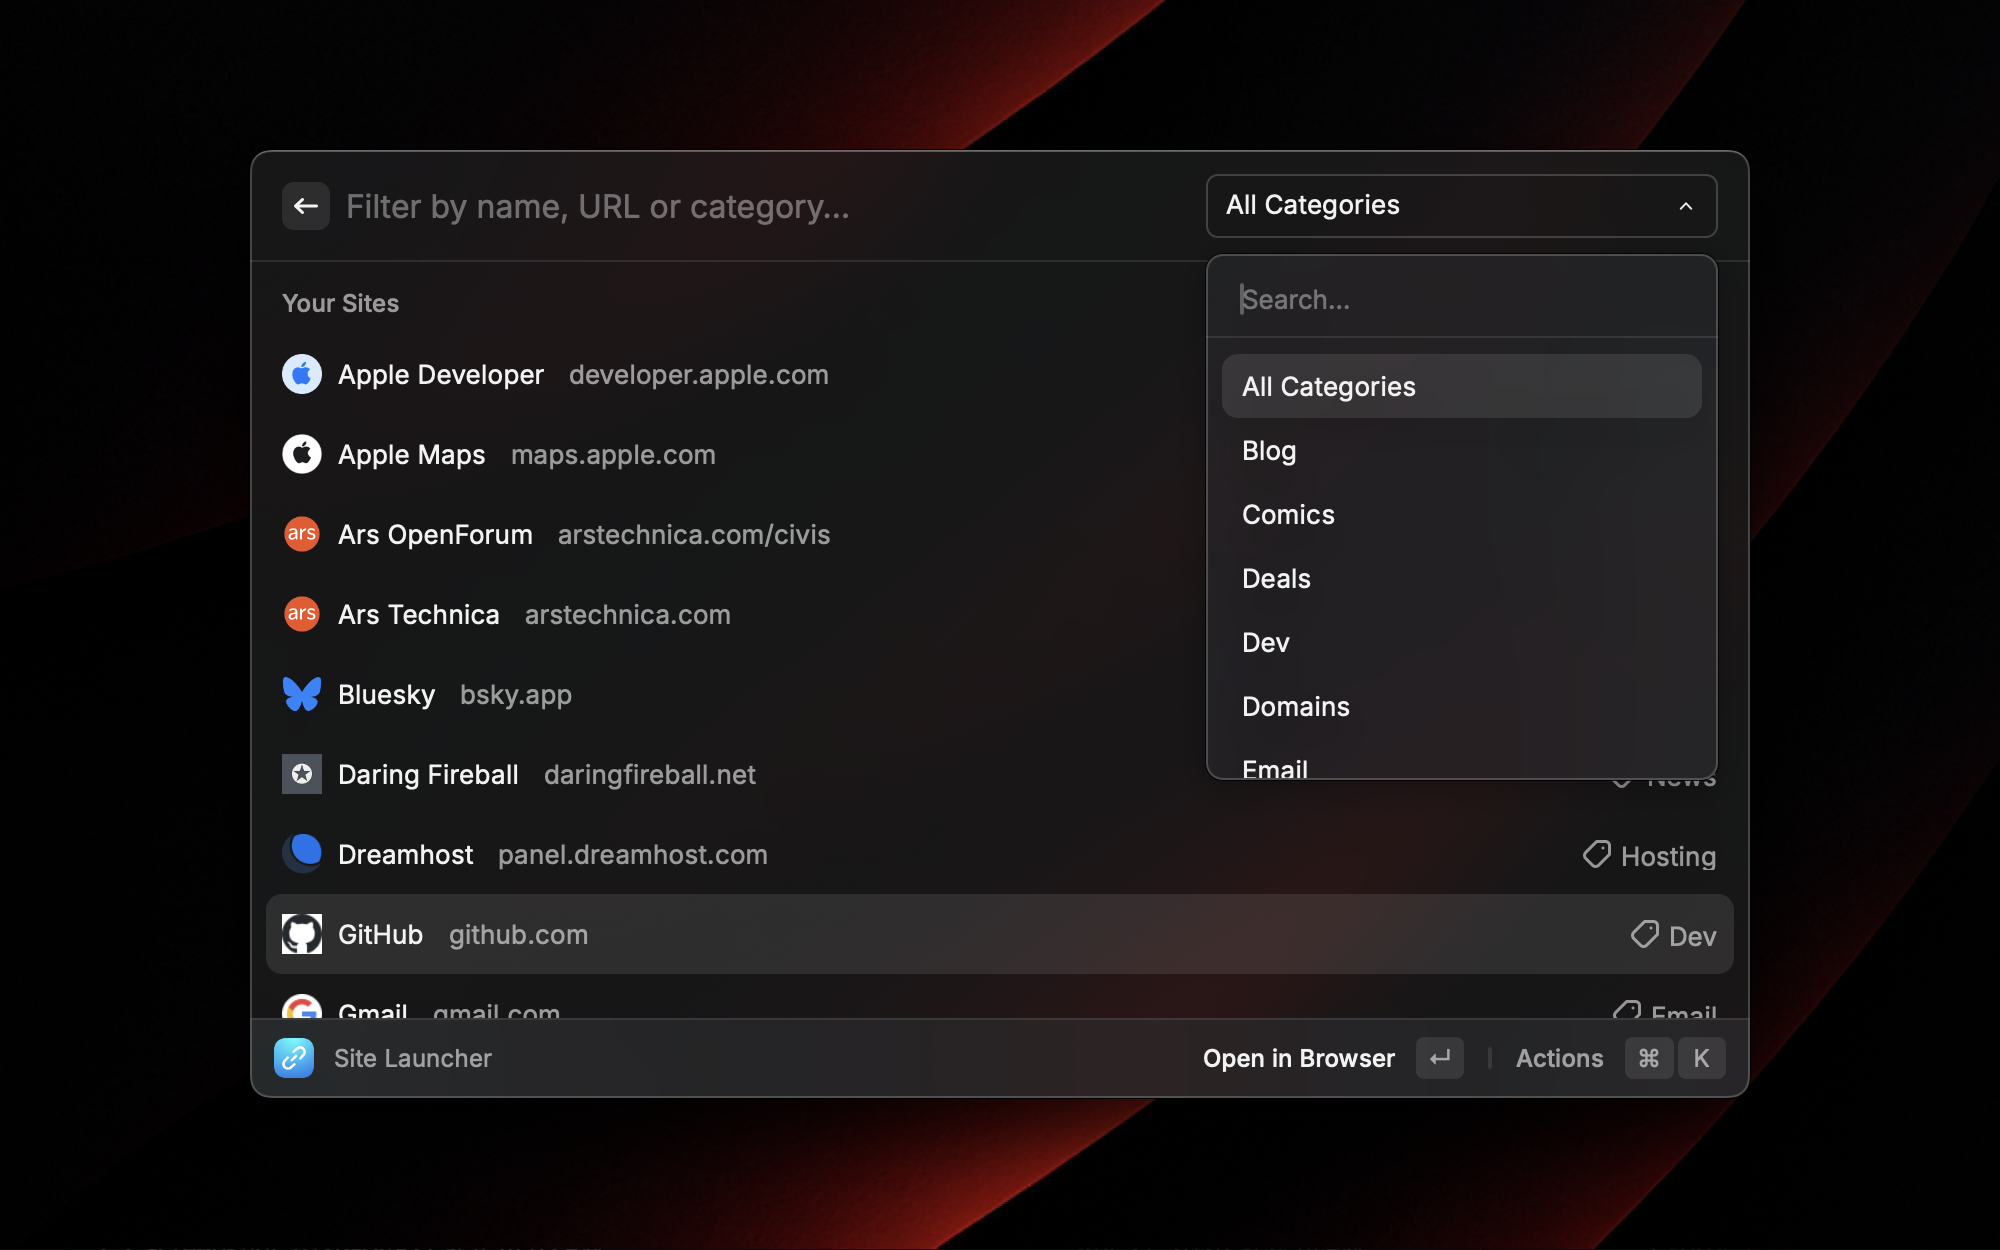 Filter by name, URL or category...
All Categories
Search...
Your Sites
All Categories
Blog
Comics
Deals
Dev
Domains
Email
Apple Developer developer.apple.com
Apple Maps maps.apple.com
ars Ars OpenForum arstechnica.com/civis
ars Ars Technica arstechnica.com
Bluesky bsky.app
Daring Fireball daringfireball.net News
Dreamhost panel.dreamhost.com Hosting
GitHub github.com Dev
Gmail gmail.com Email
Site Launcher Open in Browser ↵ Actions ⌘ K